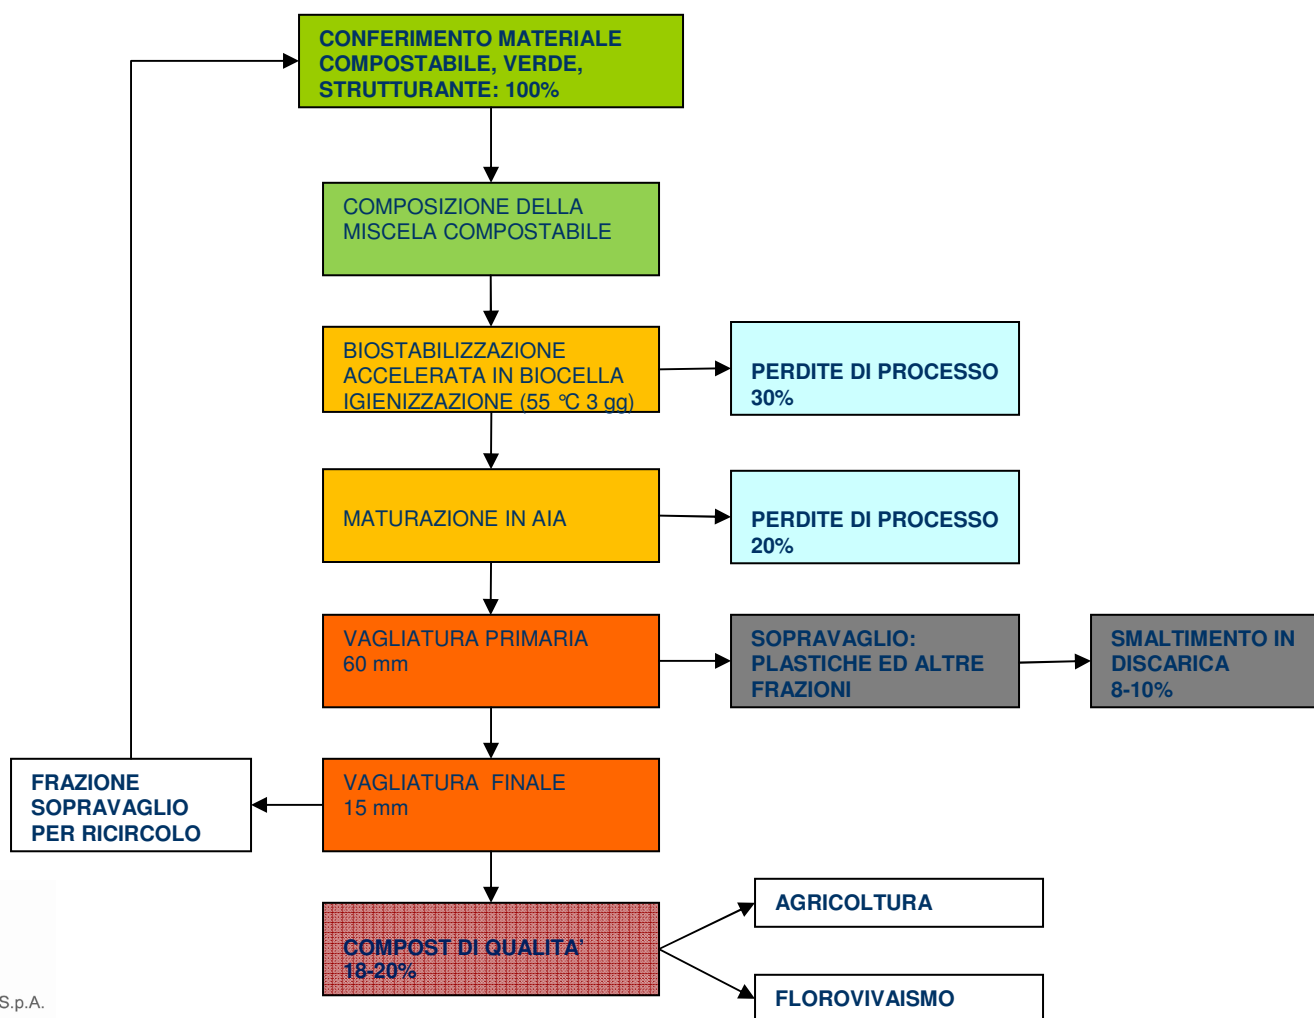 CONFERIMENTO MATERIALE
COMPOSTABILE, VERDE,
STRUTTURANTE: 100%
COMPOSIZIONE DELLA
MISCELA COMPOSTABILE
BIOSTABILIZZAZIONE
ACCELERATA IN BIOCELLA
IGIENIZZAZIONE (55 °C 3 gg)
PERDITE DI PROCESSO
30%
MATURAZIONE IN AIA
PERDITE DI PROCESSO
20%
VAGLIATURA PRIMARIA
60 mm
SOPRAVAGLIO:
PLASTICHE ED ALTRE
FRAZIONI
SMALTIMENTO IN
DISCARICA
8-10%
FRAZIONE
SOPRAVAGLIO
PER RICIRCOLO
VAGLIATURA FINALE
15 mm
COMPOST DI QUALITA'
18-20%
AGRICOLTURA
FLOROVIVAISMO
S.p.A.